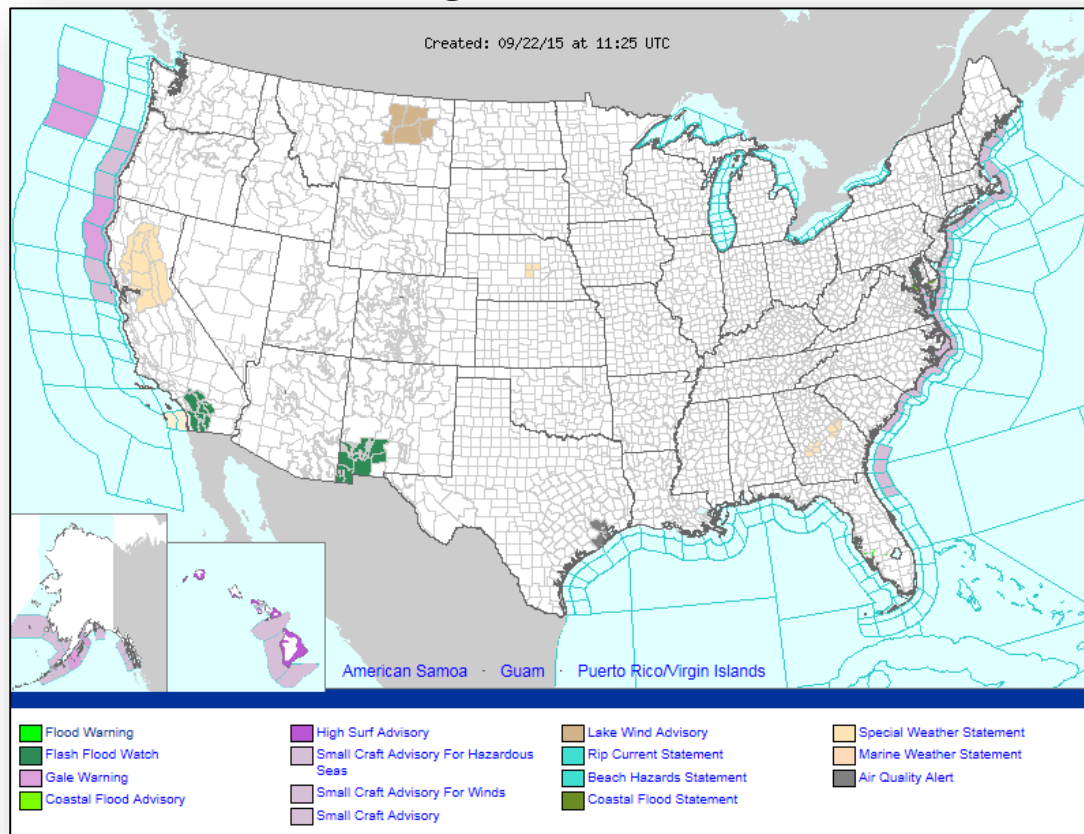 Created: 09/22/15 at 11:25 UTC
American Samoa · Guam · Puerto Rico/Virgin Islands
Flood Warning
Flash Flood Watch
Gale Warning
Coastal Flood Advisory
High Surf Advisory
Small Craft Advisory For Hazardous
Seas
Small Craft Advisory For Winds
Small Craft Advisory
Lake Wind Advisory
Rip Current Statement
Beach Hazards Statement
Coastal Flood Statement
Special Weather Statement
Marine Weather Statement
Air Quality Alert